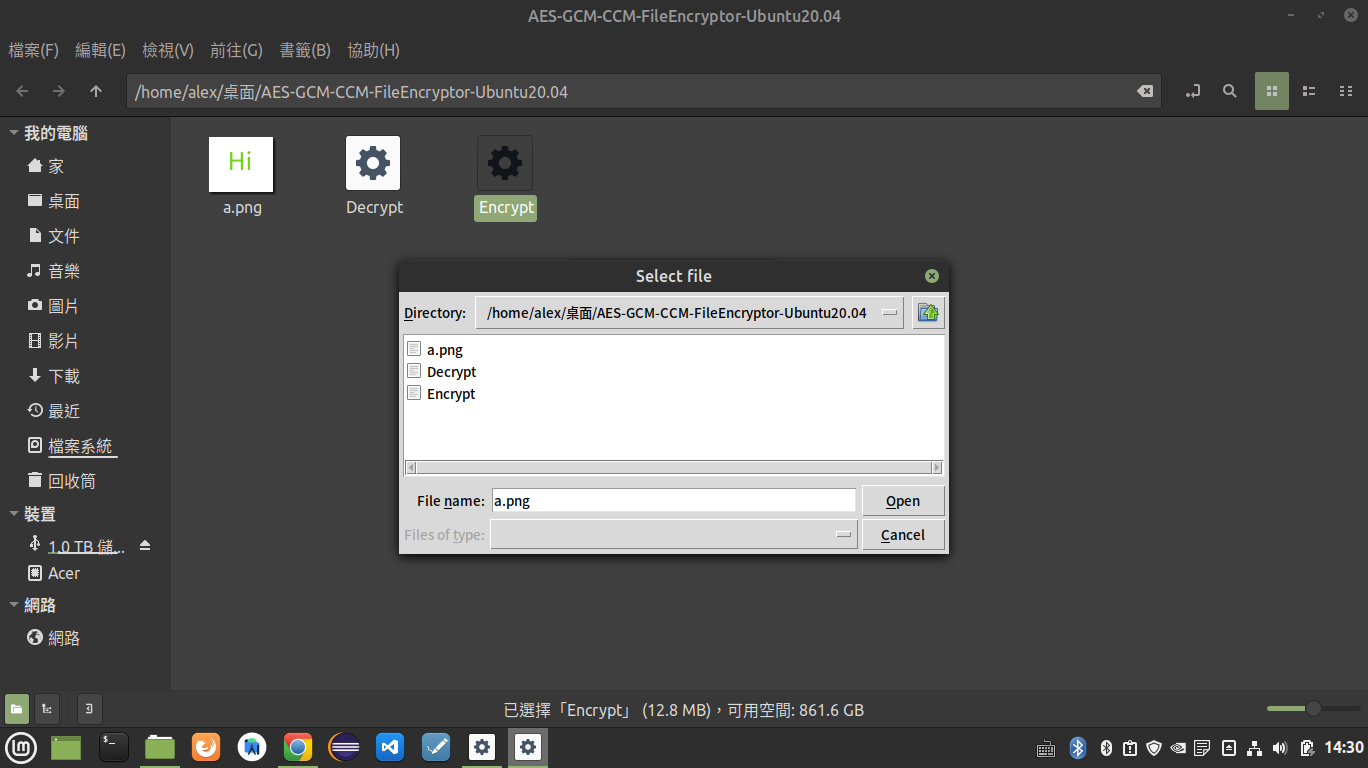 AES-GCM-CCM-FileEncryptor-Ubuntu20.04
檔案(F) 編輯(E) 檢視(V) 前往(G) 書籤(B) 協助(H)
/home/alex/桌面/AES-GCM-CCM-FileEncryptor-Ubuntu20.04
我的電腦
家
桌面
文件
音樂
圖片
影片
下載
最近
檔案系統
回收筒
裝置
1.0 TB 儲...
Acer
網路
網路
Hi
a.png
Decrypt
Encrypt
Select file
Directory: /home/alex/桌面/AES-GCM-CCM-FileEncryptor-Ubuntu20.04
a.png
Decrypt
Encrypt
File name: a.png Open
Files of type: Cancel
已選擇「Encrypt」 (12.8 MB)，可用空間: 861.6 GB
14:30